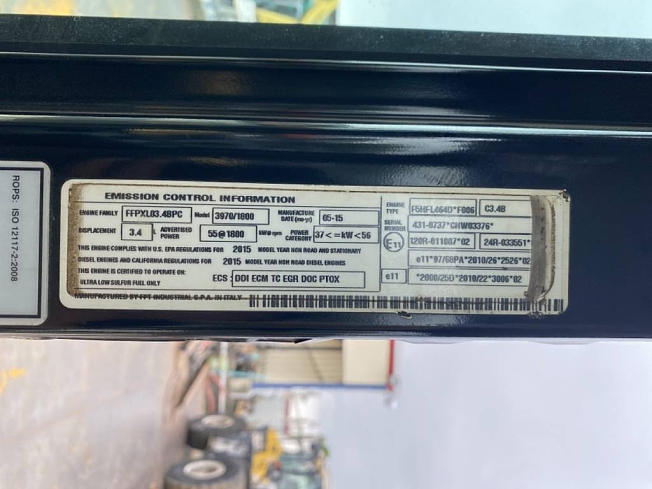 ROPS: ISO 12117-2:2008
EMISSION CONTROL INFORMATION
ENGINE FAMILY FFPXL03.4BPC Model 3970/1800 MANUFACTURE DATE (mo-yr) 05-15
DISPLACEMENT 3.4 L ADVERTISED POWER 55@1800 kW@rpm POWER CATEGORY 37<=kW<56
THIS ENGINE COMPLIES WITH U.S. EPA REGULATIONS FOR 2015 MODEL YEAR NON ROAD AND STATIONARY
DIESEL ENGINES AND CALIFORNIA REGULATIONS FOR 2015 MODEL YEAR NON ROAD DIESEL ENGINES.
THIS ENGINE IS CERTIFIED TO OPERATE ON:
ULTRA LOW SULFUR FUEL ONLY
ECS: DDI ECM TC EGR DOC PTOX
MANUFACTURED BY FPT INDUSTRIAL S.P.A. IN ITALY
ENGINE TYPE F5HFL464D*F006 C3.4B
SERIAL NUMBER 431-8737*CNW03376*
E11 120R-011007*02 24R-033551*
e11*97/68PA*2010/26*2526*02
e11 *2000/25D*2010/22*3006*02